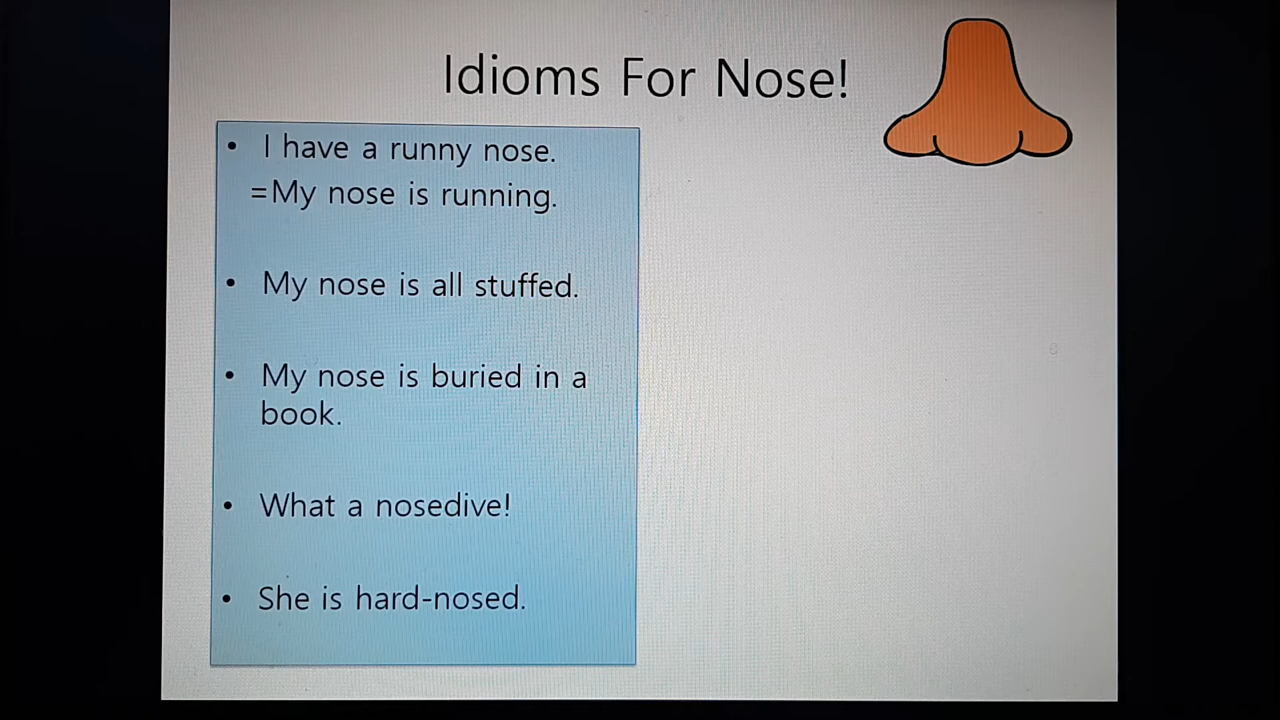 Idioms For Nose!
• I have a runny nose.
=My nose is running.
• My nose is all stuffed.
• My nose is buried in a
book.
• What a nosedive!
• She is hard-nosed.